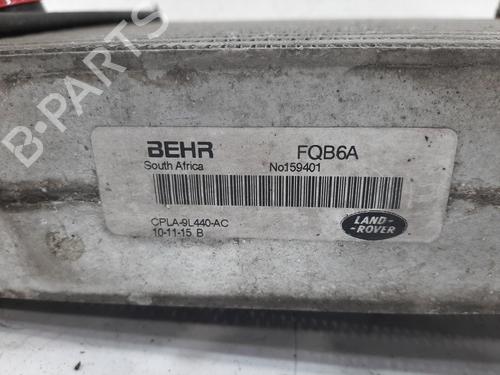 BEHR FQB6A
South Africa No159401
CPLA-9L440-AC
10-11-15 B
LAND-
-ROVER
B-PARTS